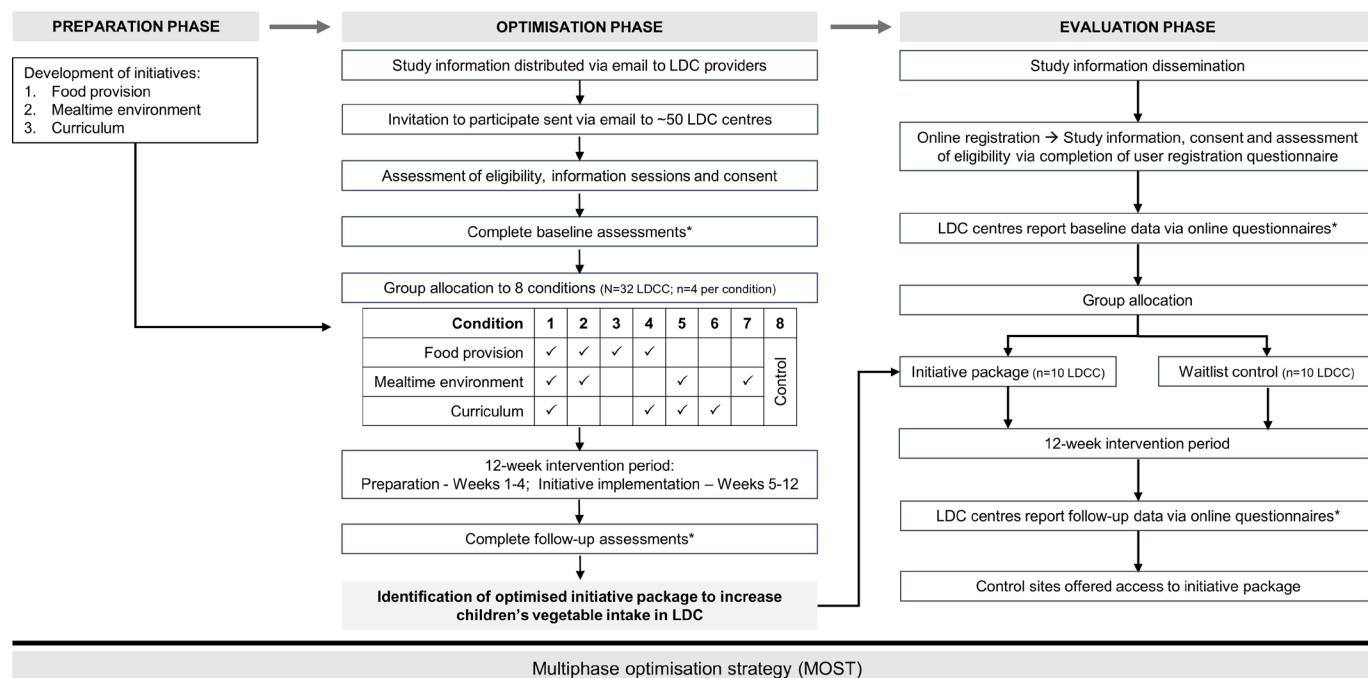 PREPARATION PHASE
Development of initiatives:
1. Food provision
2. Mealtime environment
3. Curriculum
OPTIMISATION PHASE
Study information distributed via email to LDC providers
Invitation to participate sent via email to ~50 LDC centres
Assessment of eligibility, information sessions and consent
Complete baseline assessments*
Group allocation to 8 conditions (N=32 LDCC; n=4 per condition)
Condition 1 2 3 4 5 6 7 8
Food provision ✓ ✓ ✓ ✓
Mealtime environment ✓ ✓ ✓ ✓
Curriculum ✓ ✓ ✓ ✓
Control
12-week intervention period:
Preparation - Weeks 1-4; Initiative implementation – Weeks 5-12
Complete follow-up assessments*
Identification of optimised initiative package to increase
children’s vegetable intake in LDC
EVALUATION PHASE
Study information dissemination
Online registration → Study information, consent and assessment
of eligibility via completion of user registration questionnaire
LDC centres report baseline data via online questionnaires*
Group allocation
Initiative package (n=10 LDCC)
Waitlist control (n=10 LDCC)
12-week intervention period
LDC centres report follow-up data via online questionnaires*
Control sites offered access to initiative package
Multiphase optimisation strategy (MOST)